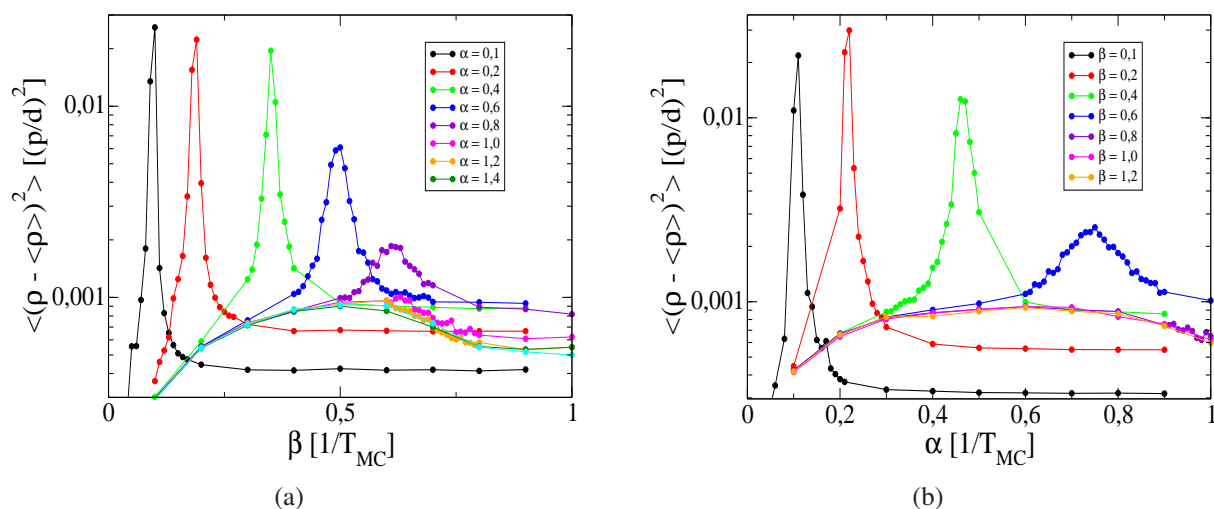 <(ρ - <ρ>)²> [(p/d)²]
0,01
0,001
α = 0,1
α = 0,2
α = 0,4
α = 0,6
α = 0,8
α = 1,0
α = 1,2
α = 1,4
0 0,5 1
β [1/T_MC]
(a)
<(ρ - <ρ>)²> [(p/d)²]
0,01
0,001
β = 0,1
β = 0,2
β = 0,4
β = 0,6
β = 0,8
β = 1,0
β = 1,2
0 0,2 0,4 0,6 0,8 1
α [1/T_MC]
(b)